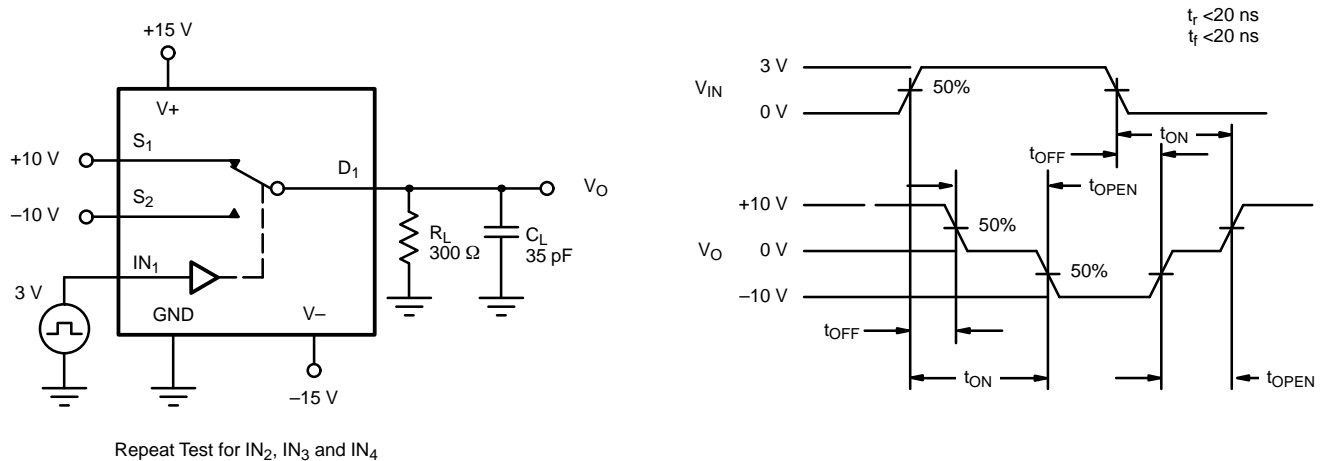 +15 V
V+
S1
+10 V
D1
VO
S2
–10 V
RL
300 Ω
CL
35 pF
IN1
3 V
GND
V–
–15 V
Repeat Test for IN2, IN3 and IN4
tr <20 ns
tf <20 ns
3 V
VIN
50%
0 V
tON
tOFF
tOPEN
+10 V
50%
VO
0 V
50%
–10 V
tOFF
tON
tOPEN